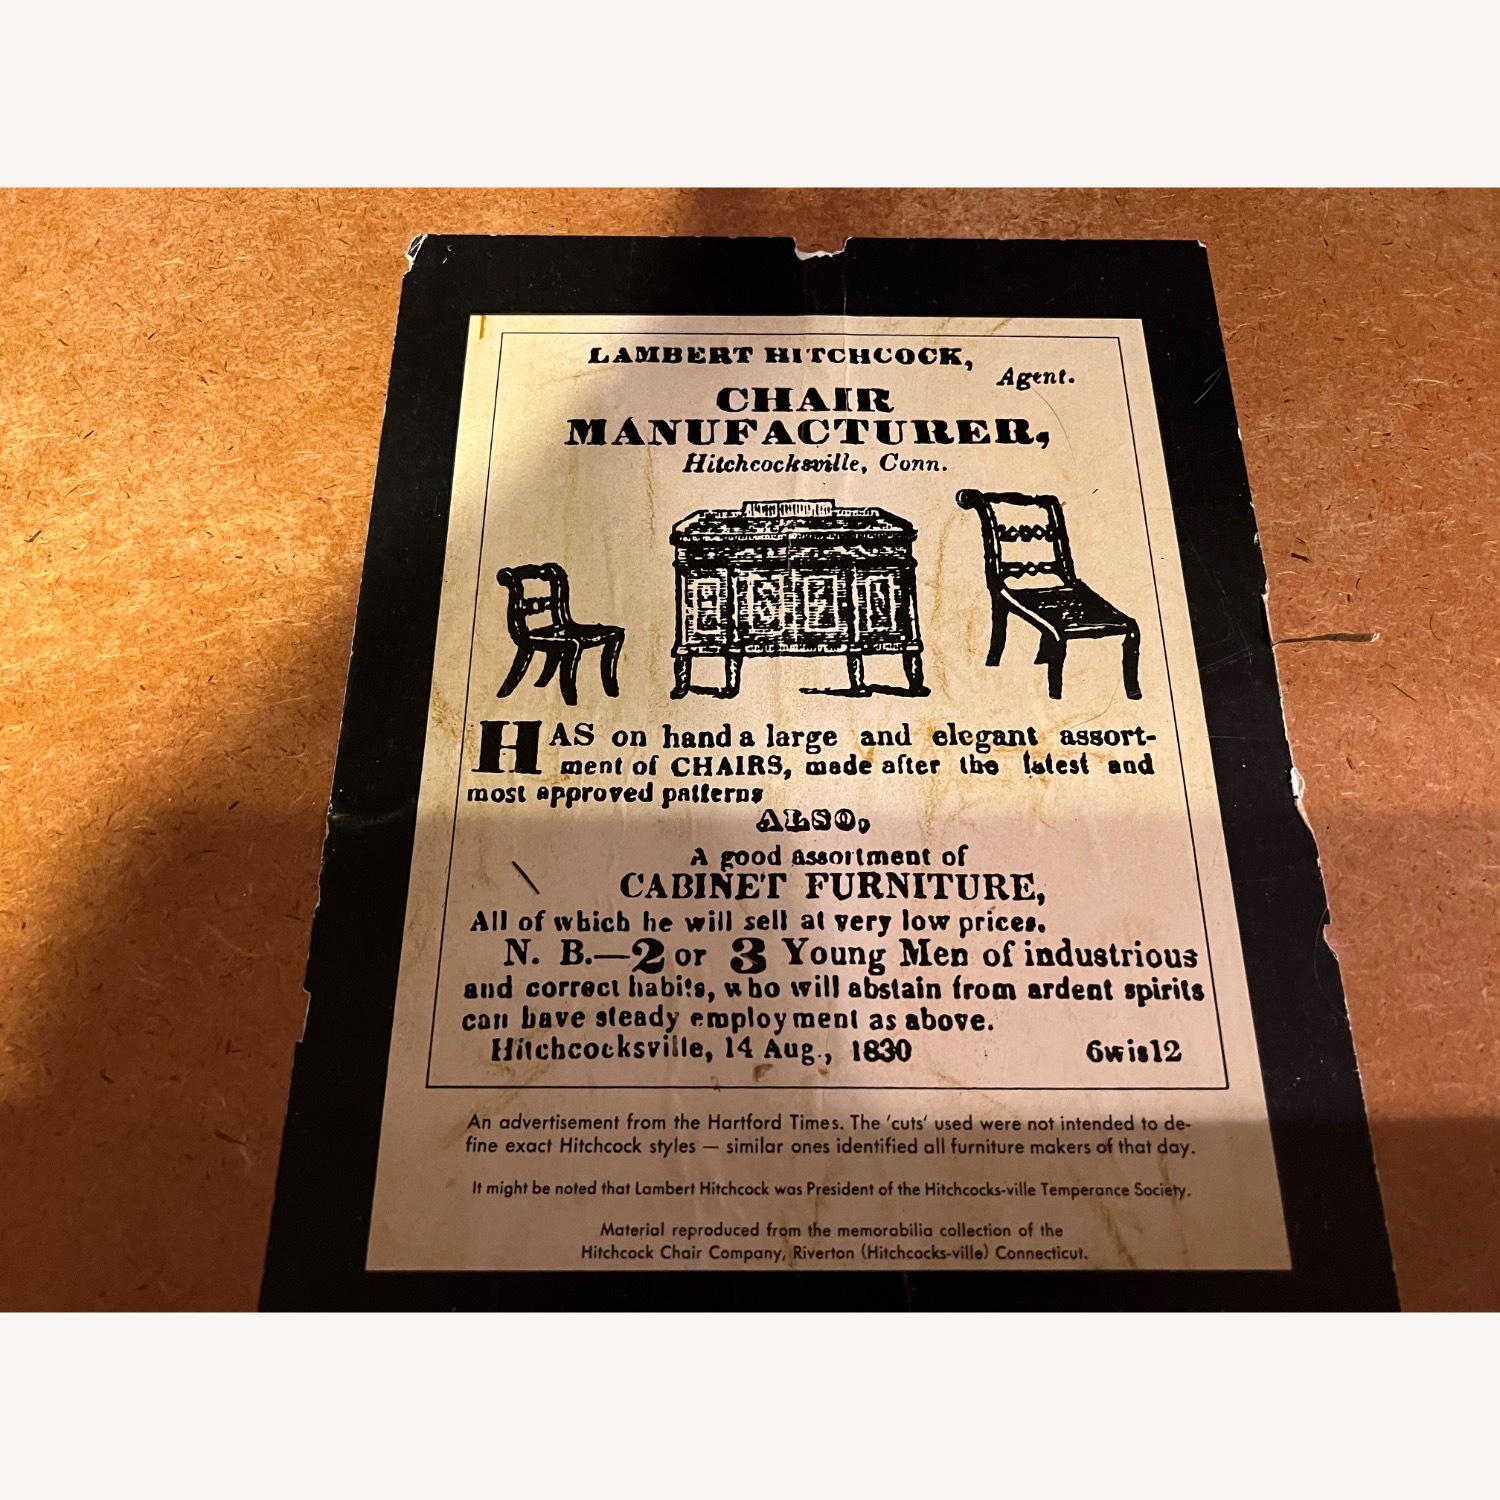 LAMBERT HITCHCOCK,
Agent.
CHAIR
MANUFACTURER,
Hitchcocksville, Conn.
HAS on hand a large and elegant assort-
ment of CHAIRS, made after the latest and
most approved patterns
ALSO,
A good assortment of
CABINET FURNITURE,
All of which he will sell at very low prices.
N. B.—2 or 3 Young Men of industrious
and correct habits, who will abstain from ardent spirits
can have steady employment as above.
Hitchcocksville, 14 Aug., 1830 6wis12
An advertisement from the Hartford Times. The 'cuts' used were not intended to de-
fine exact Hitchcock styles — similar ones identified all furniture makers of that day.
It might be noted that Lambert Hitchcock was President of the Hitchcocks-ville Temperance Society.
Material reproduced from the memorabilia collection of the
Hitchcock Chair Company, Riverton (Hitchcocks-ville) Connecticut.